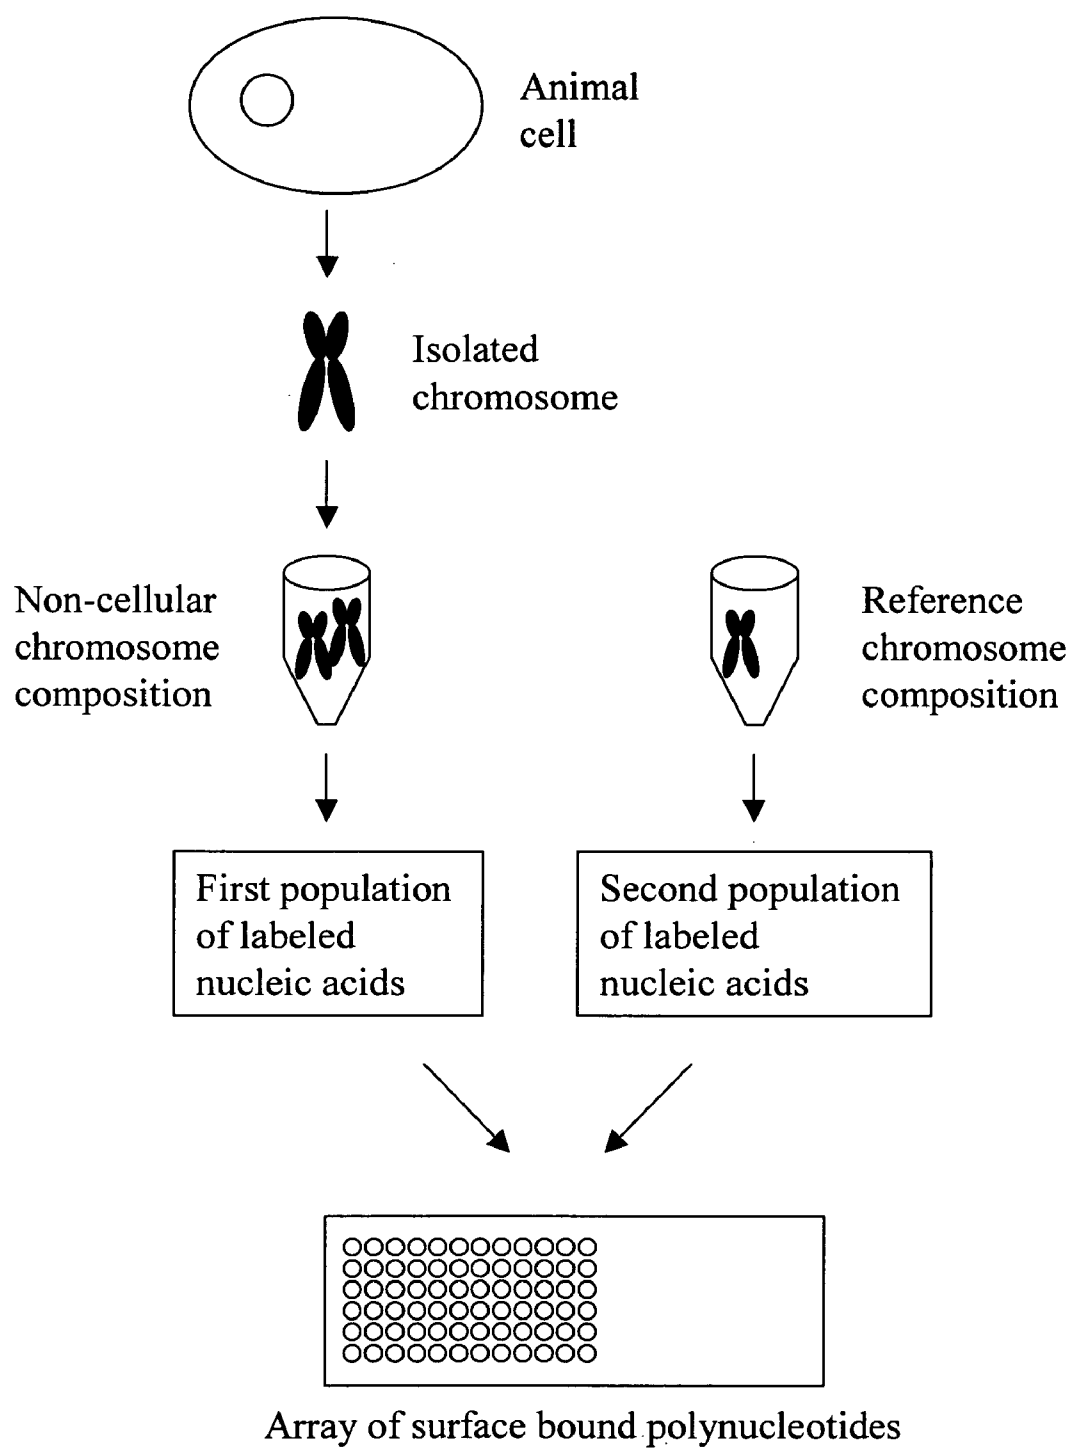 Animal
cell
Isolated
chromosome
Non-cellular
chromosome
composition
Reference
chromosome
composition
First population
of labeled
nucleic acids
Second population
of labeled
nucleic acids
Array of surface bound polynucleotides